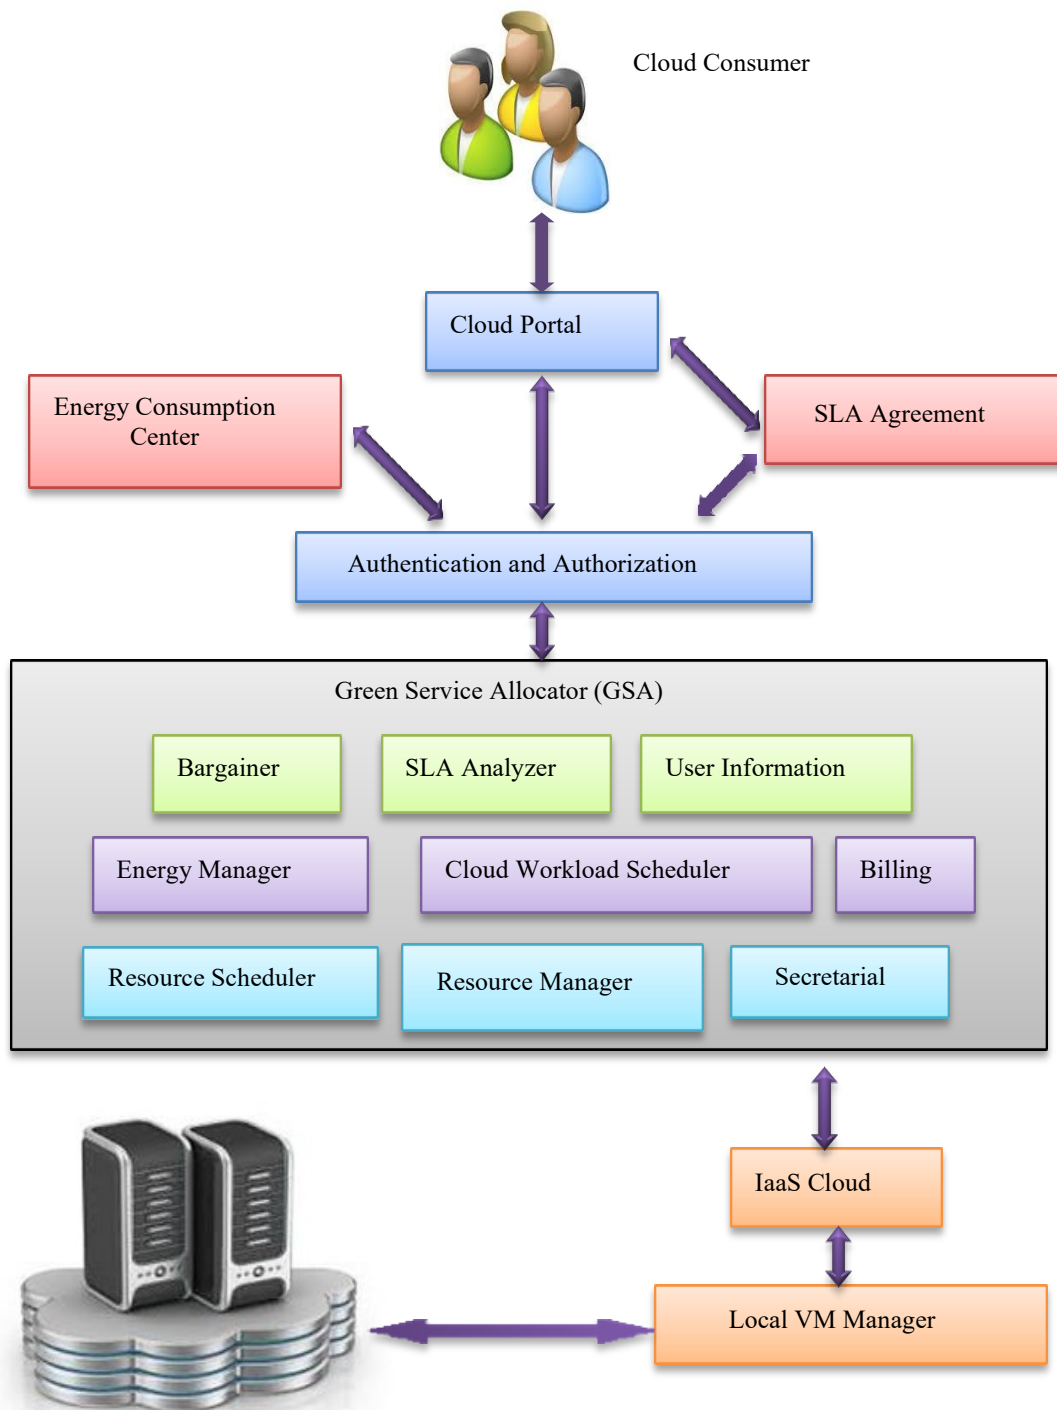 Cloud Consumer
Cloud Portal
Energy Consumption
Center
SLA Agreement
Authentication and Authorization
Green Service Allocator (GSA)
Bargainer
SLA Analyzer
User Information
Energy Manager
Cloud Workload Scheduler
Billing
Resource Scheduler
Resource Manager
Secretarial
IaaS Cloud
Local VM Manager